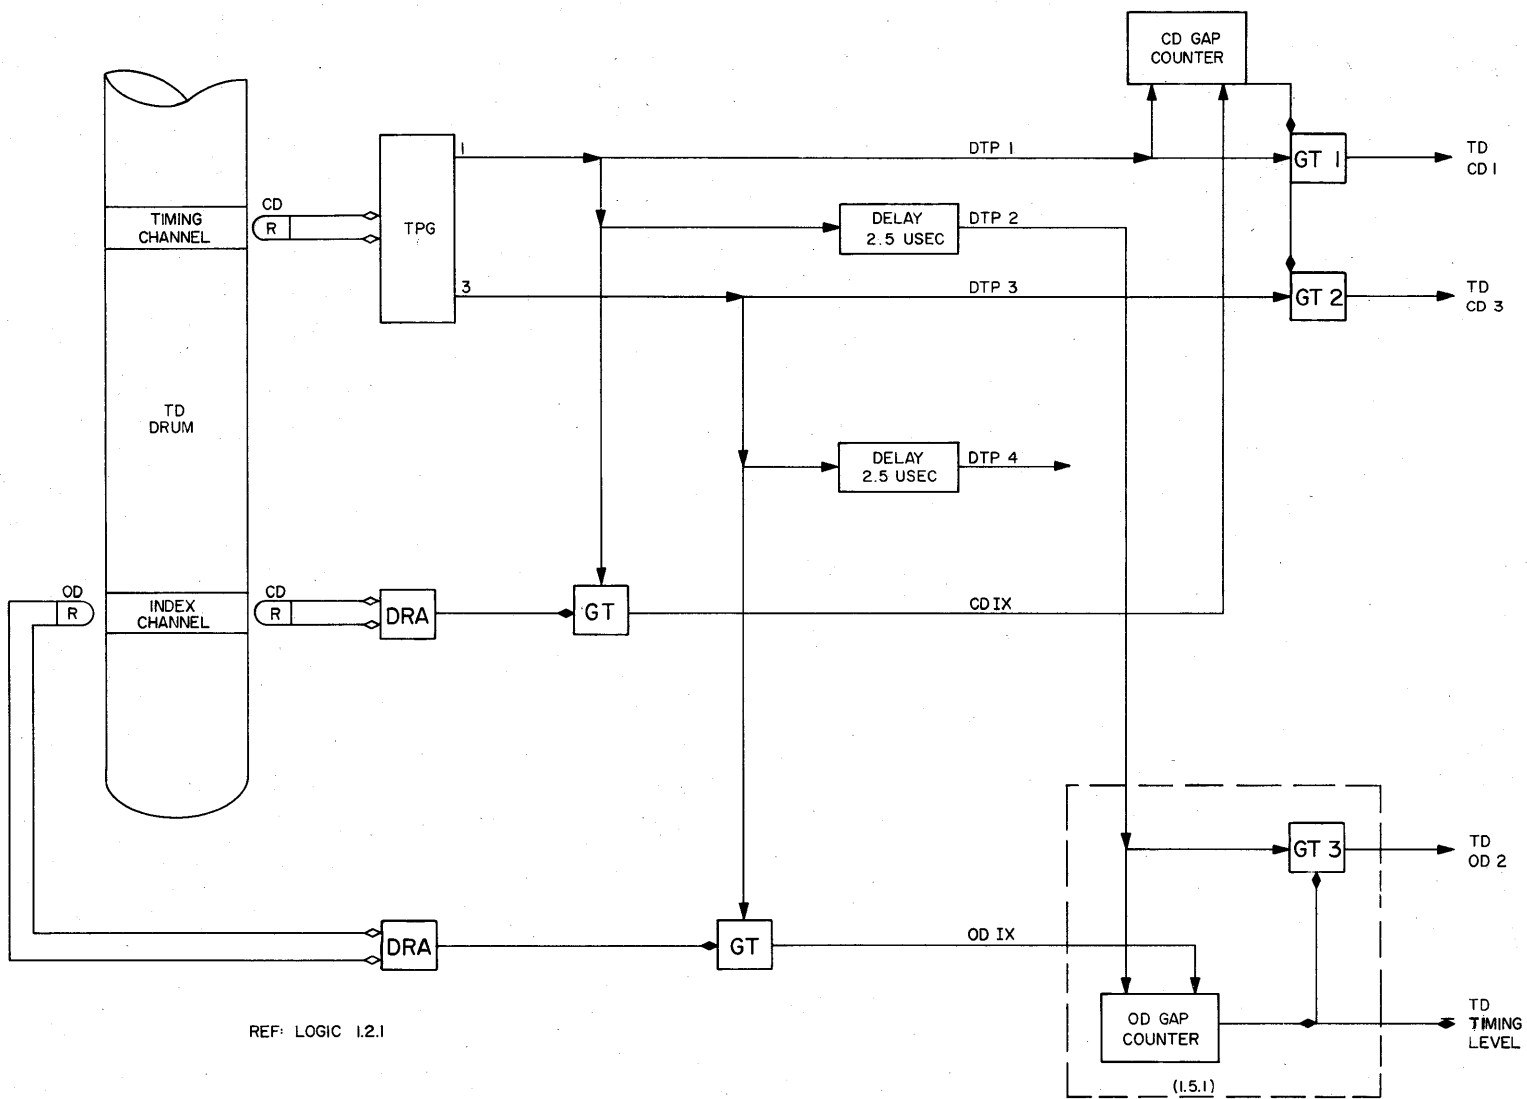 CD GAP
COUNTER
1
DTP 1
GT 1
TD
CD 1
CD
TIMING
CHANNEL
R
TPG
DELAY
2.5 USEC
DTP 2
3
DTP 3
GT 2
TD
CD 3
TD
DRUM
DELAY
2.5 USEC
DTP 4
OD
R
INDEX
CHANNEL
CD
R
DRA
GT
CD IX
GT 3
TD
OD 2
DRA
GT
OD IX
REF: LOGIC 1.2.1
OD GAP
COUNTER
TD
TIMING
LEVEL
(1.5.1)